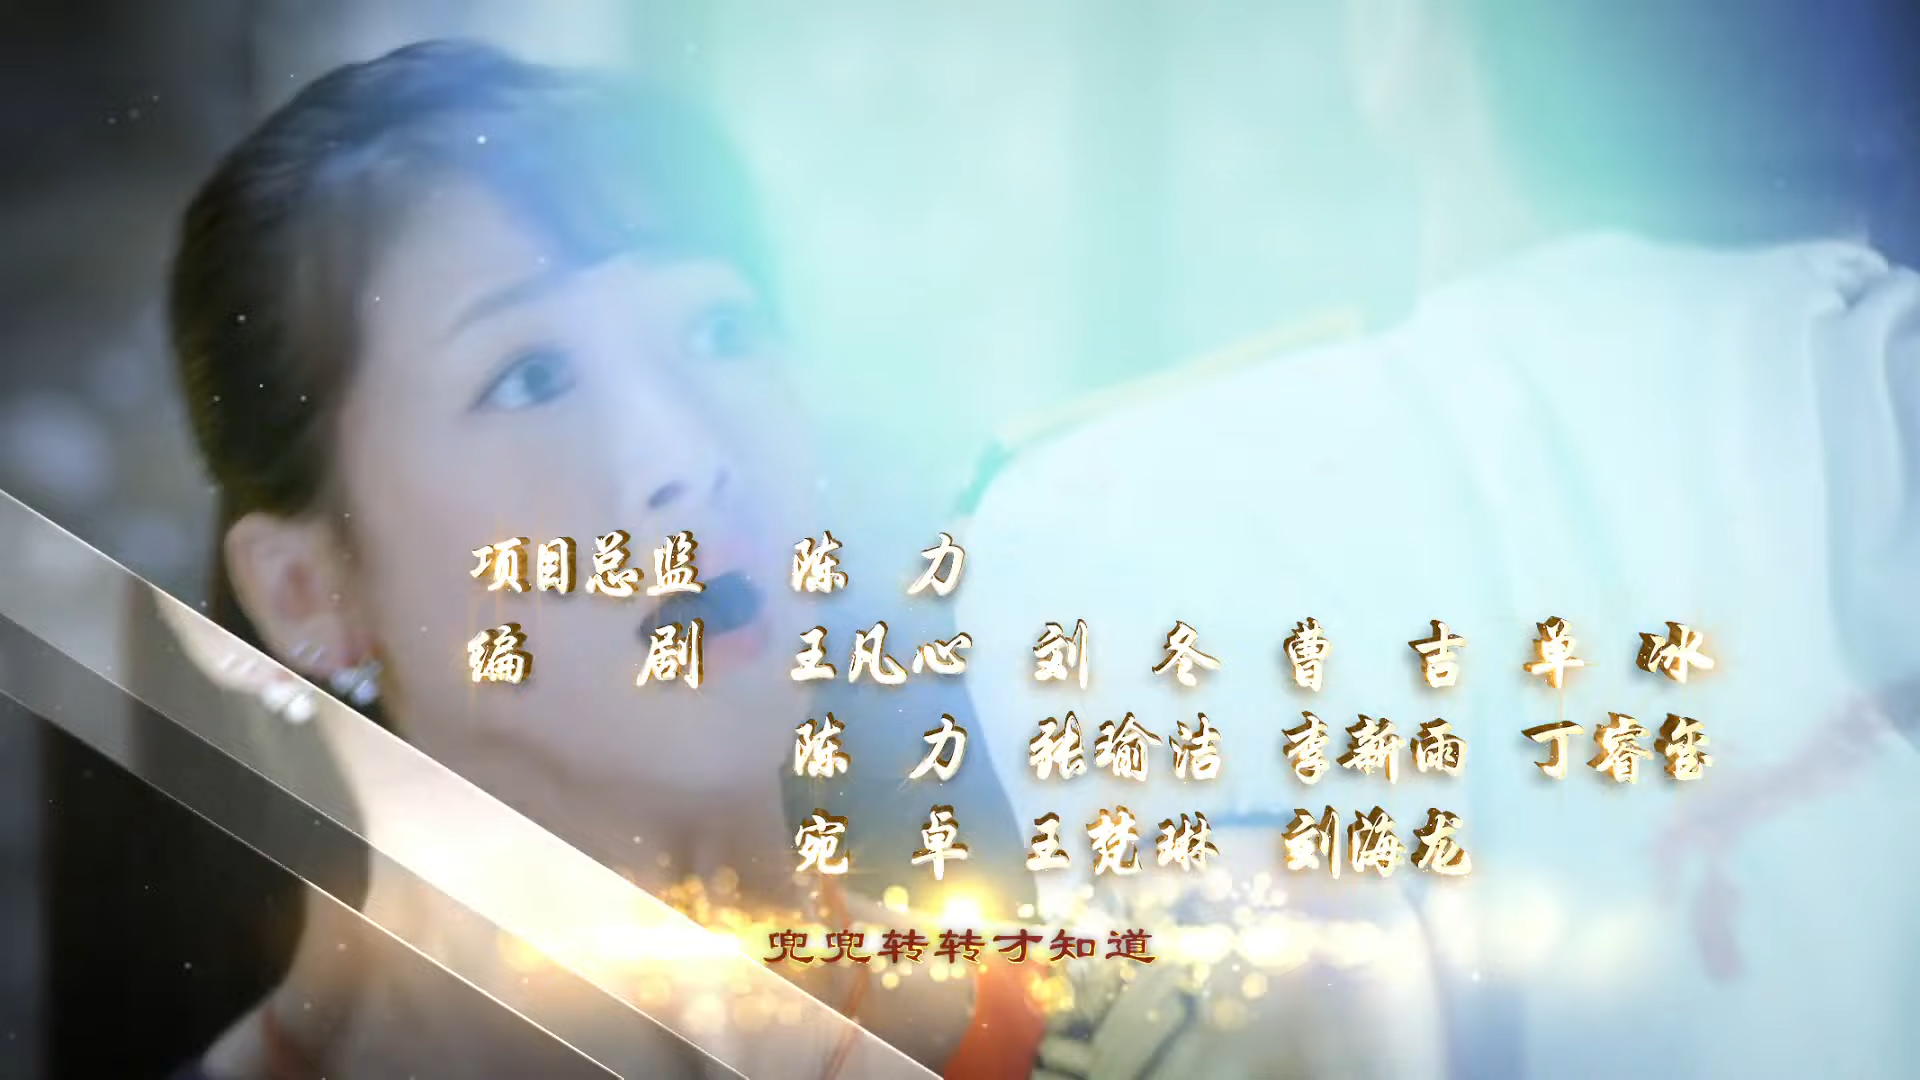 项目总监 陈力
编剧 王凡心 刘冬 曹吉 单冰
陈力 张瑜洁 李新雨 丁睿玺
宛卓 王梵琳 刘海龙
兜兜转转才知道